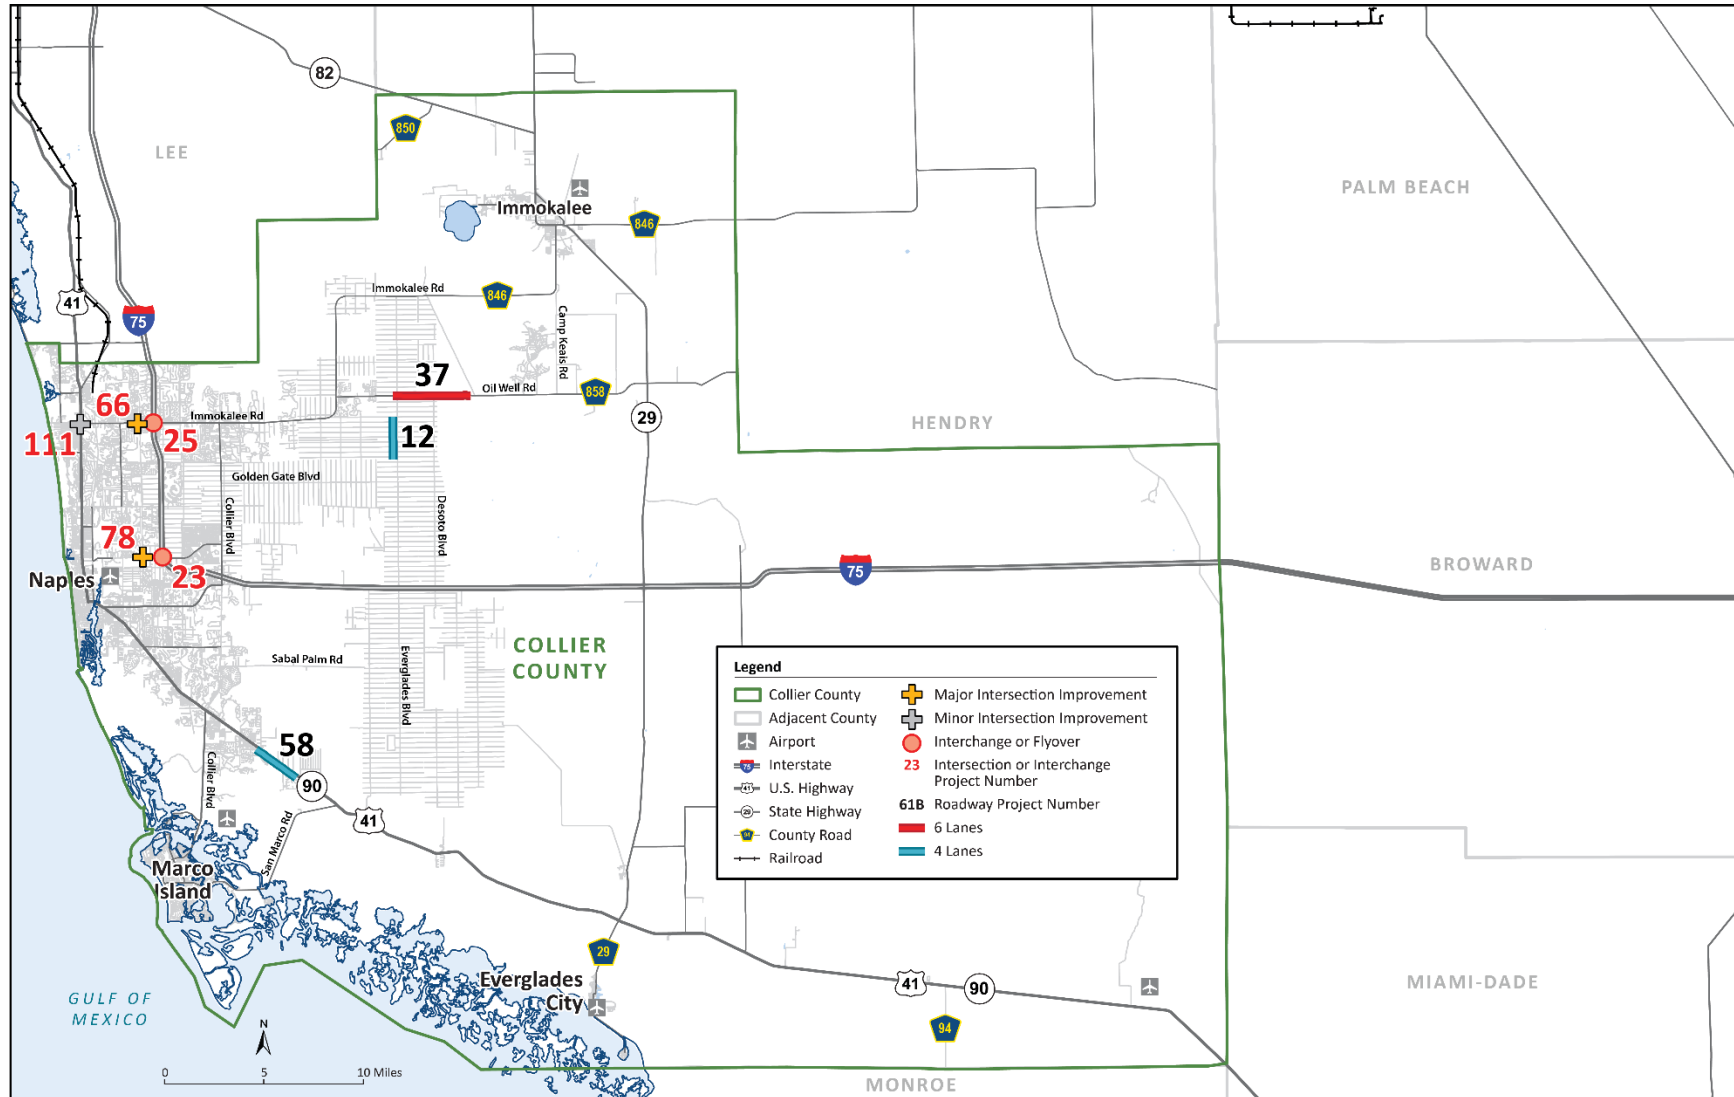 82
850
LEE
PALM BEACH
Immokalee
846
41
75
Immokalee Rd
846
Camp Keais Rd
37
Oil Well Rd
858
66
Immokalee Rd
111
25
12
29
HENDRY
Golden Gate Blvd
Collier Blvd
Desoto Blvd
78
23
Naples
75
BROWARD
COLLIER
COUNTY
Sabal Palm Rd
Everglades Blvd
58
90
41
Collier Blvd
San Marco Rd
Marco
Island
Legend
Collier County
Adjacent County
Airport
75 Interstate
41 U.S. Highway
29 State Highway
94 County Road
Railroad
Major Intersection Improvement
Minor Intersection Improvement
Interchange or Flyover
23 Intersection or Interchange
Project Number
61B Roadway Project Number
6 Lanes
4 Lanes
29
Everglades
City
41
90
94
MIAMI-DADE
GULF OF
MEXICO
N
0 5 10 Miles
MONROE